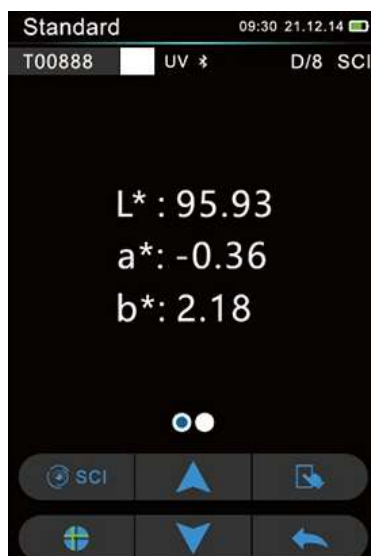 Standard 09:30 21.12.14
T00888 UV D/8 SCI
L*: 95.93
a*: -0.36
b*: 2.18
SCI